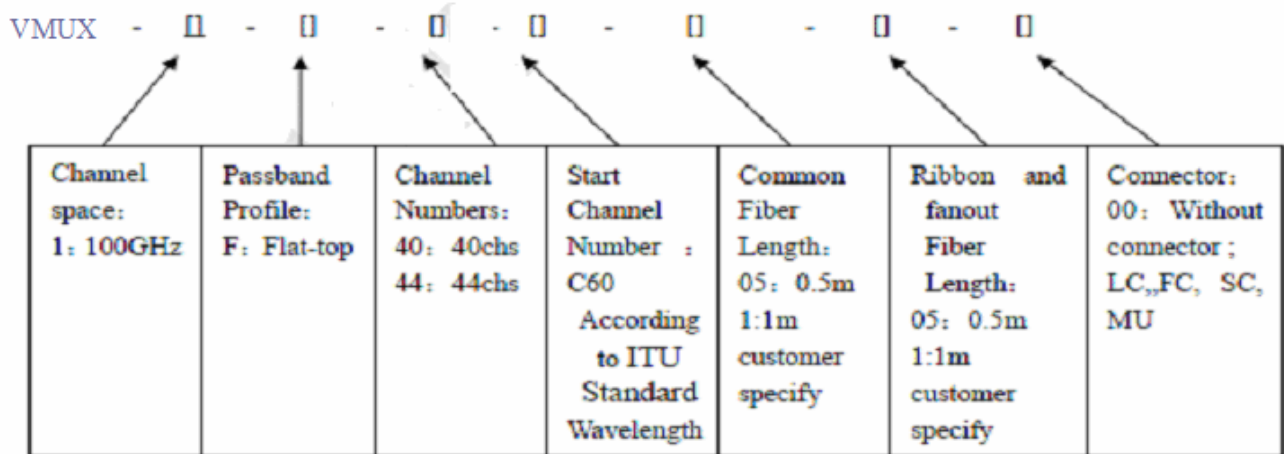 VMUX - [] - [] - [] - [] - [] - [] - []
Channel
space:
1: 100GHz
Passband
Profile:
F: Flat-top
Channel
Numbers:
40: 40chs
44: 44chs
Start
Channel
Number :
C60
According
to ITU
Standard
Wavelength
Common
Fiber
Length:
05: 0.5m
1:1m
customer
specify
Ribbon and
fanout
Fiber
Length:
05: 0.5m
1:1m
customer
specify
Connector:
00: Without
connector ;
LC,,FC, SC,
MU